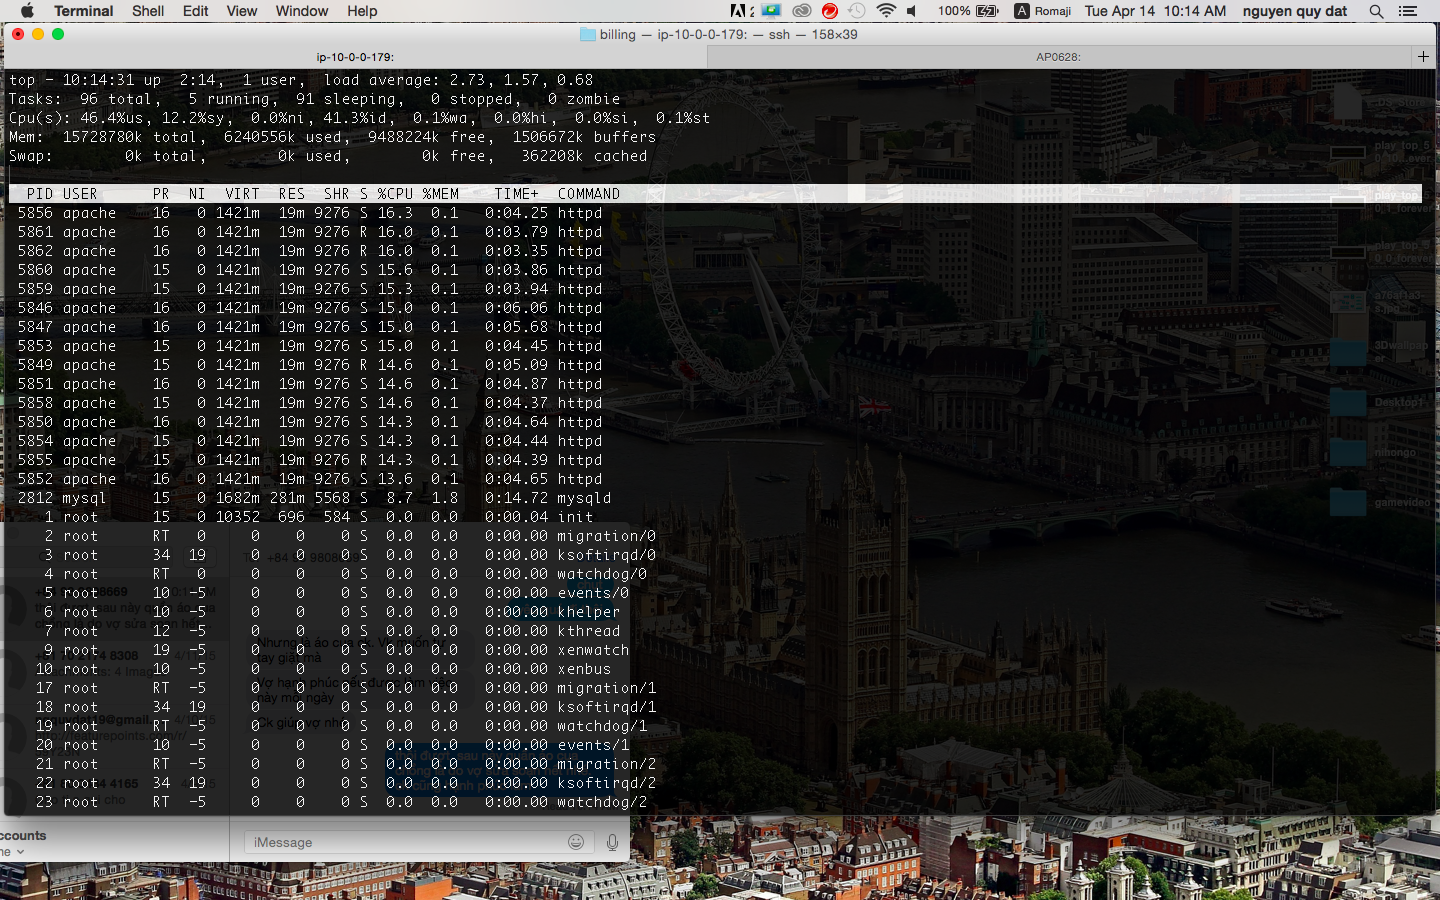 Terminal Shell Edit View Window Help 2 100% A Romaji Tue Apr 14 10:14 AM nguyen quy dat
billing — ip-10-0-0-179: — ssh — 158×39
ip-10-0-0-179: AP0628:
top - 10:14:31 up 2:14, 1 user, load average: 2.73, 1.57, 0.68
Tasks: 96 total, 5 running, 91 sleeping, 0 stopped, 0 zombie
Cpu(s): 46.4%us, 12.2%sy, 0.0%ni, 41.3%id, 0.1%wa, 0.0%hi, 0.0%si, 0.1%st
Mem: 15728780k total, 6240556k used, 9488224k free, 1506672k buffers
Swap: 0k total, 0k used, 0k free, 362208k cached
PID USER PR NI VIRT RES SHR S %CPU %MEM TIME+ COMMAND
5856 apache 16 0 1421m 19m 9276 S 16.3 0.1 0:04.25 httpd
5861 apache 16 0 1421m 19m 9276 R 16.0 0.1 0:03.79 httpd
5862 apache 16 0 1421m 19m 9276 R 16.0 0.1 0:03.35 httpd
5860 apache 15 0 1421m 19m 9276 S 15.6 0.1 0:03.86 httpd
5859 apache 15 0 1421m 19m 9276 S 15.3 0.1 0:03.94 httpd
5846 apache 16 0 1421m 19m 9276 S 15.0 0.1 0:06.06 httpd
5847 apache 16 0 1421m 19m 9276 S 15.0 0.1 0:05.68 httpd
5853 apache 16 0 1421m 19m 9276 S 15.0 0.1 0:04.45 httpd
5849 apache 15 0 1421m 19m 9276 R 14.6 0.1 0:05.09 httpd
5851 apache 16 0 1421m 19m 9276 S 14.6 0.1 0:04.87 httpd
5858 apache 15 0 1421m 19m 9276 S 14.6 0.1 0:04.37 httpd
5850 apache 16 0 1421m 19m 9276 S 14.3 0.1 0:04.64 httpd
5854 apache 15 0 1421m 19m 9276 S 14.3 0.1 0:04.44 httpd
5855 apache 15 0 1421m 19m 9276 R 14.3 0.1 0:04.39 httpd
5852 apache 16 0 1421m 19m 9276 S 13.6 0.1 0:04.65 httpd
2812 mysql 15 0 1682m 281m 5568 S 8.7 1.8 0:14.72 mysqld
1 root 15 0 10352 696 584 S 0.0 0.0 0:00.04 init
2 root RT 0 0 0 0 S 0.0 0.0 0:00.00 migration/0
3 root 34 19 0 0 0 S 0.0 0.0 0:00.00 ksoftirqd/0
4 root RT 0 0 0 0 S 0.0 0.0 0:00.00 watchdog/0
5 root 10 -5 0 0 0 S 0.0 0.0 0:00.00 events/0
6 root 10 -5 0 0 0 S 0.0 0.0 0:00.00 khelper
7 root 12 -5 0 0 0 S 0.0 0.0 0:00.00 kthread
9 root 19 -5 0 0 0 S 0.0 0.0 0:00.00 xenwatch
10 root 10 -5 0 0 0 S 0.0 0.0 0:00.00 xenbus
17 root RT -5 0 0 0 S 0.0 0.0 0:00.00 migration/1
18 root 34 19 0 0 0 S 0.0 0.0 0:00.00 ksoftirqd/1
19 root RT -5 0 0 0 S 0.0 0.0 0:00.00 watchdog/1
20 root 10 -5 0 0 0 S 0.0 0.0 0:00.00 events/1
21 root RT -5 0 0 0 S 0.0 0.0 0:00.00 migration/2
22 root 34 19 0 0 0 S 0.0 0.0 0:00.00 ksoftirqd/2
23 root RT -5 0 0 0 S 0.0 0.0 0:00.00 watchdog/2
Desktop1
nihongo
gamevideo
ccounts
iMessage